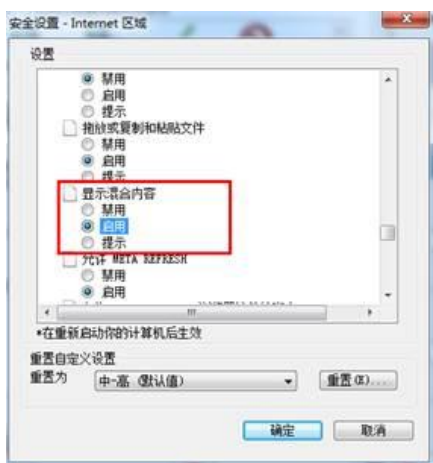 安全设置 - Internet 区域
设置
禁用
启用
提示
拖放或复制和粘贴文件
禁用
启用
提示
显示混合内容
禁用
启用
提示
允许 META REFRESH
禁用
启用
*在重新启动你的计算机后生效
重置自定义设置
重置为
中-高 (默认值)
重置(E)...
确定
取消